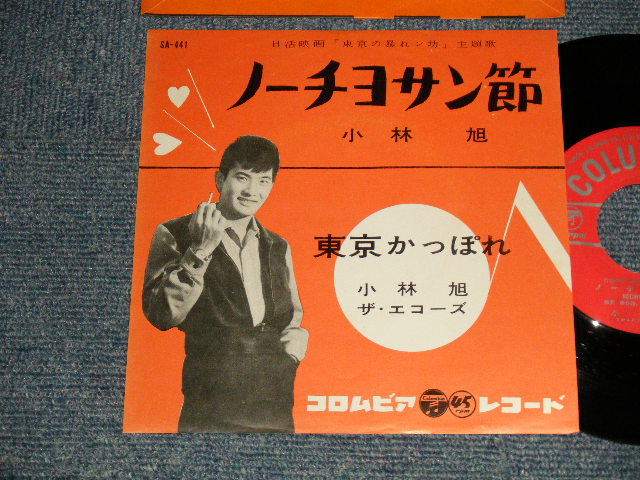 SA-441
日活映画「東京の暴れン坊」主題歌
ノーチヨサン節
小林 旭
東京かっぽれ
小林 旭
ザ・エコーズ
コロムビア Columbia 45 rpm レコード
COLU